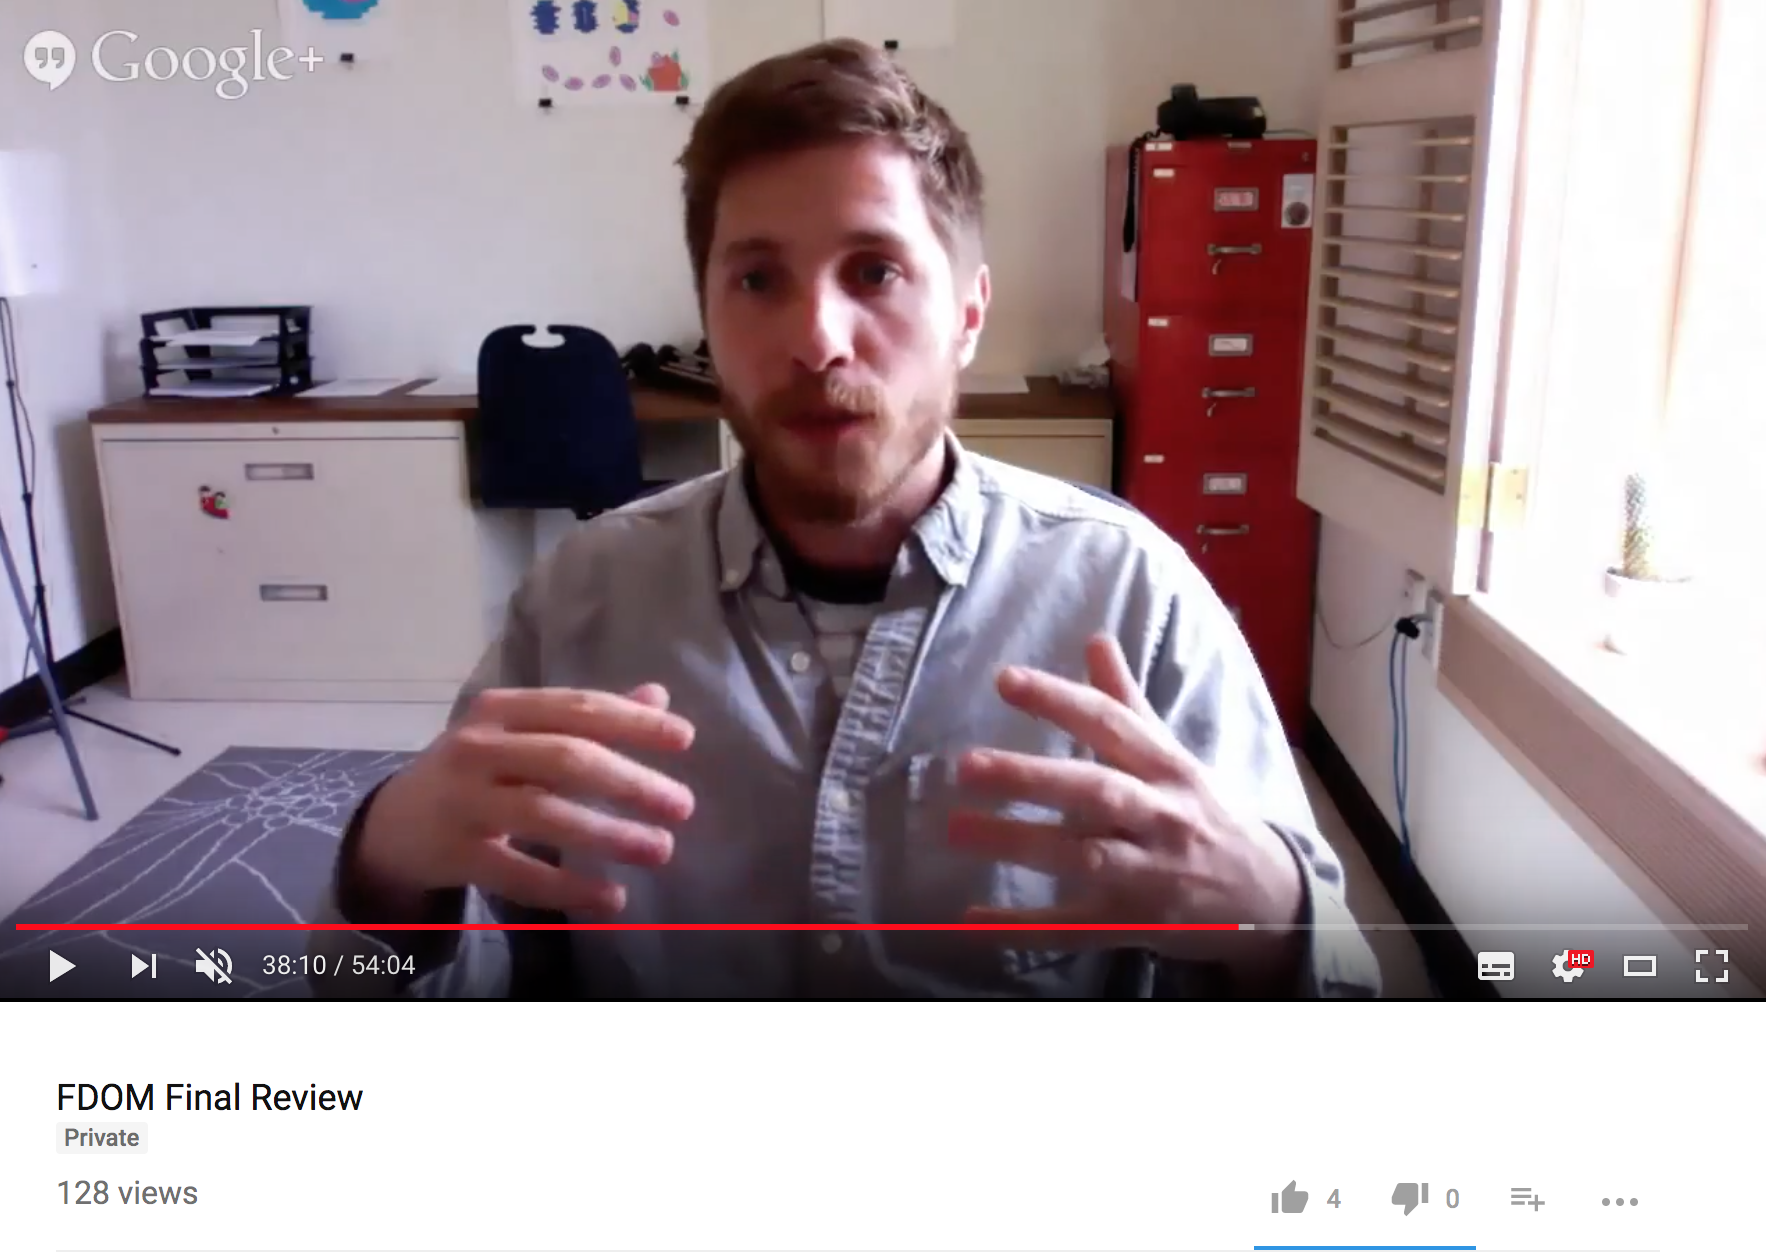 Google+
38:10 / 54:04
HD
FDOM Final Review
Private
128 views
4
0